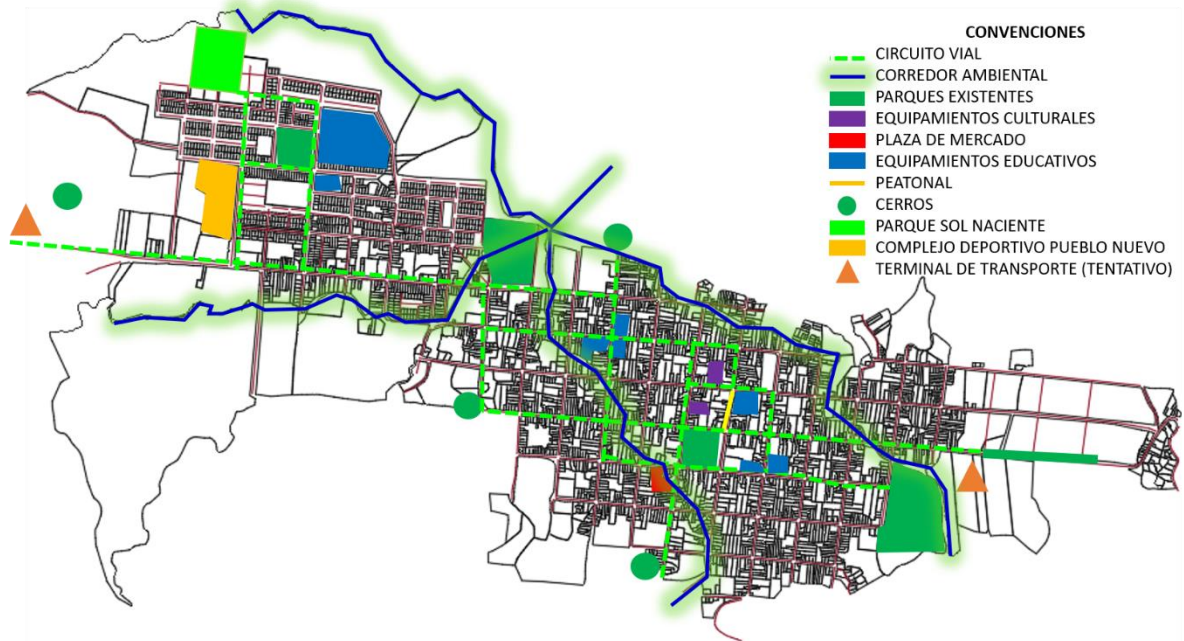 CONVENCIONES
CIRCUITO VIAL
CORREDOR AMBIENTAL
PARQUES EXISTENTES
EQUIPAMIENTOS CULTURALES
PLAZA DE MERCADO
EQUIPAMIENTOS EDUCATIVOS
PEATONAL
CERROS
PARQUE SOL NACIENTE
COMPLEJO DEPORTIVO PUEBLO NUEVO
TERMINAL DE TRANSPORTE (TENTATIVO)